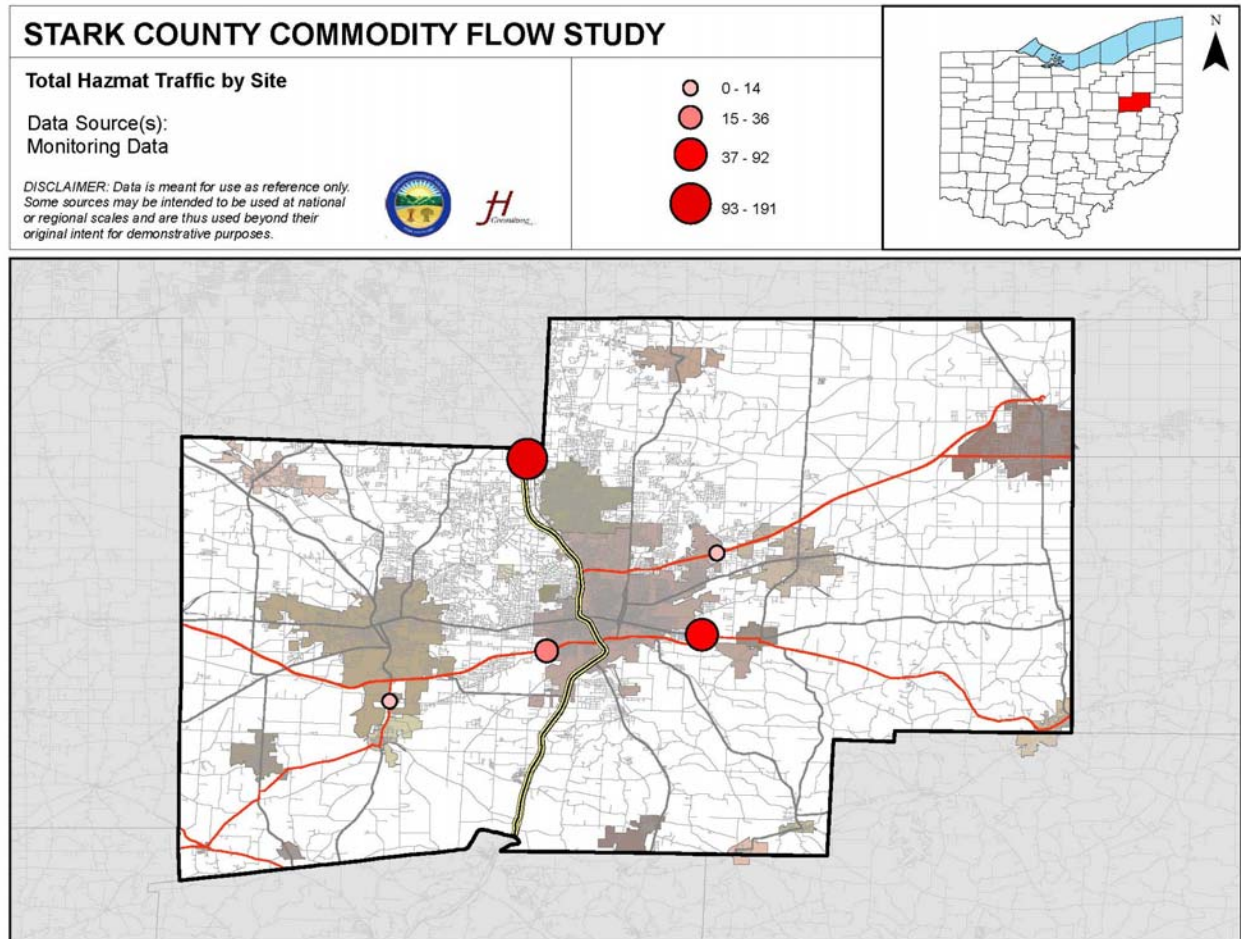 STARK COUNTY COMMODITY FLOW STUDY
Total Hazmat Traffic by Site
Data Source(s):
Monitoring Data
DISCLAIMER: Data is meant for use as reference only.
Some sources may be intended to be used at national
or regional scales and are thus used beyond their
original intent for demonstrative purposes.
JH
Consulting
0 - 14
15 - 36
37 - 92
93 - 191
N